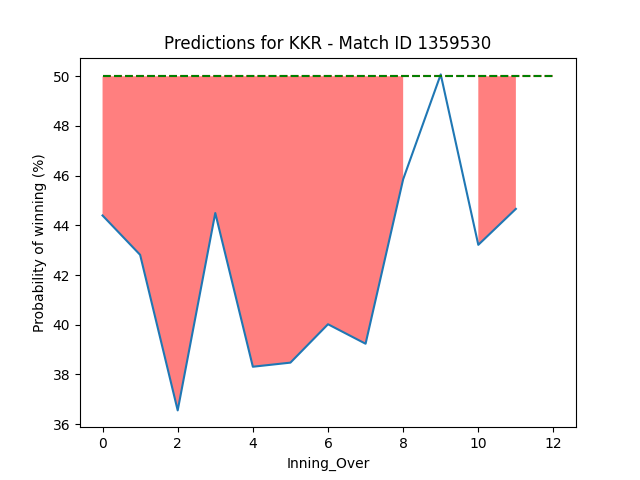 Predictions for KKR - Match ID 1359530
Probability of winning (%)
50
48
46
44
42
40
38
36
0 2 4 6 8 10 12
Inning_Over